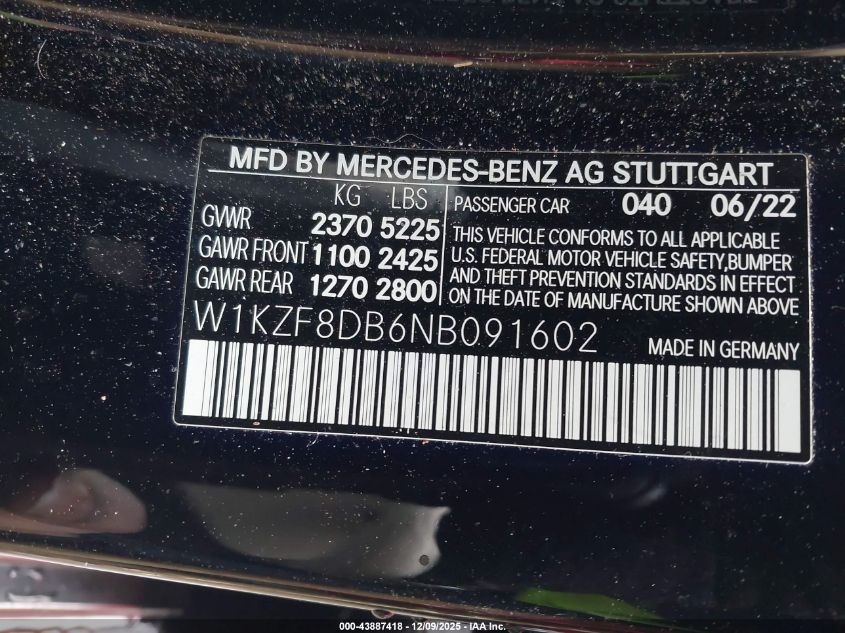 MFD BY MERCEDES-BENZ AG STUTTGART
KG LBS
GVWR 2370 5225
GAWR FRONT 1100 2425
GAWR REAR 1270 2800
PASSENGER CAR 040 06/22
THIS VEHICLE CONFORMS TO ALL APPLICABLE
U.S. FEDERAL MOTOR VEHICLE SAFETY,BUMPER
AND THEFT PREVENTION STANDARDS IN EFFECT
ON THE DATE OF MANUFACTURE SHOWN ABOVE
W1KZF8DB6NB091602
MADE IN GERMANY
000-43887418 - 12/09/2025 - IAA Inc.